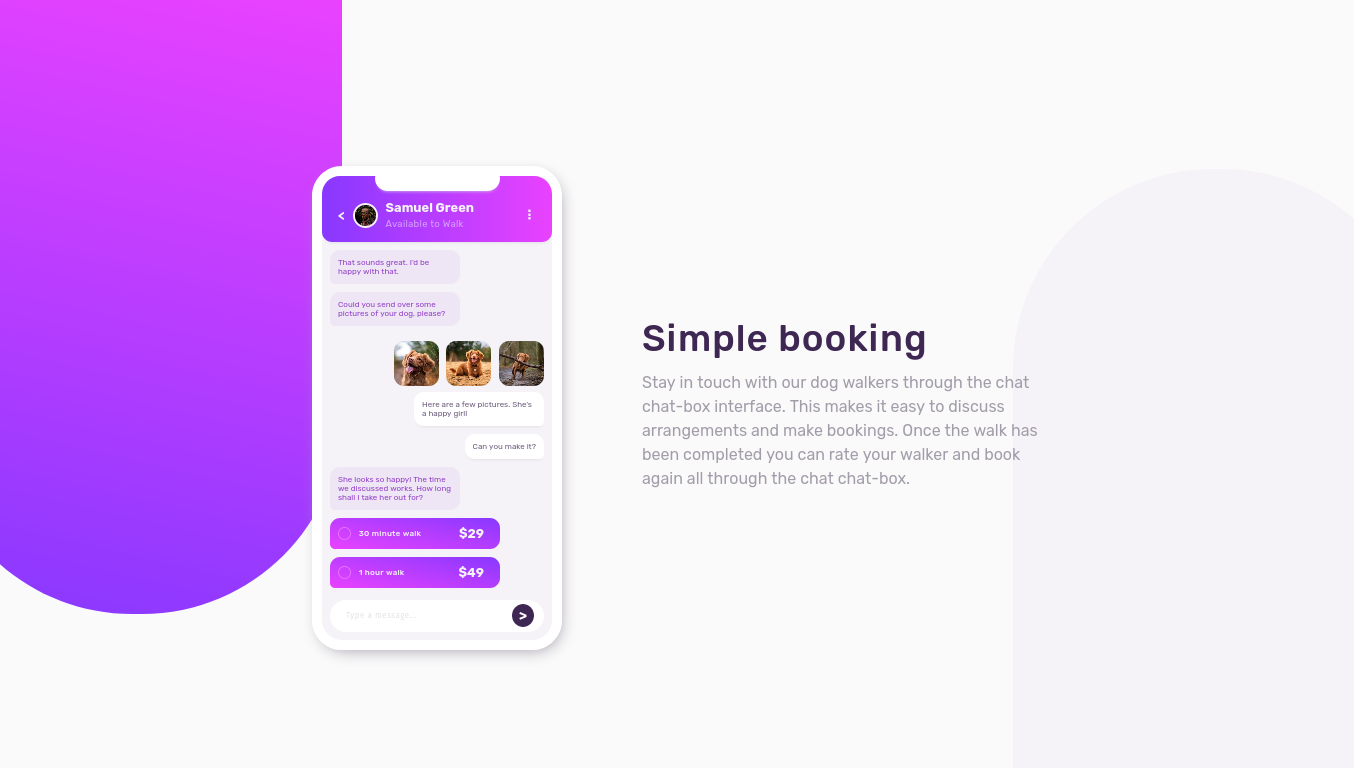 <
Samuel Green
Available to Walk
That sounds great. I'd be
happy with that.
Could you send over some
pictures of your dog, please?
Here are a few pictures. She's
a happy girl!
Can you make it?
She looks so happy! The time
we discussed works. How long
shall I take her out for?
30 minute walk $29
1 hour walk $49
Type a message...
>
Simple booking
Stay in touch with our dog walkers through the chat
chat-box interface. This makes it easy to discuss
arrangements and make bookings. Once the walk has
been completed you can rate your walker and book
again all through the chat chat-box.